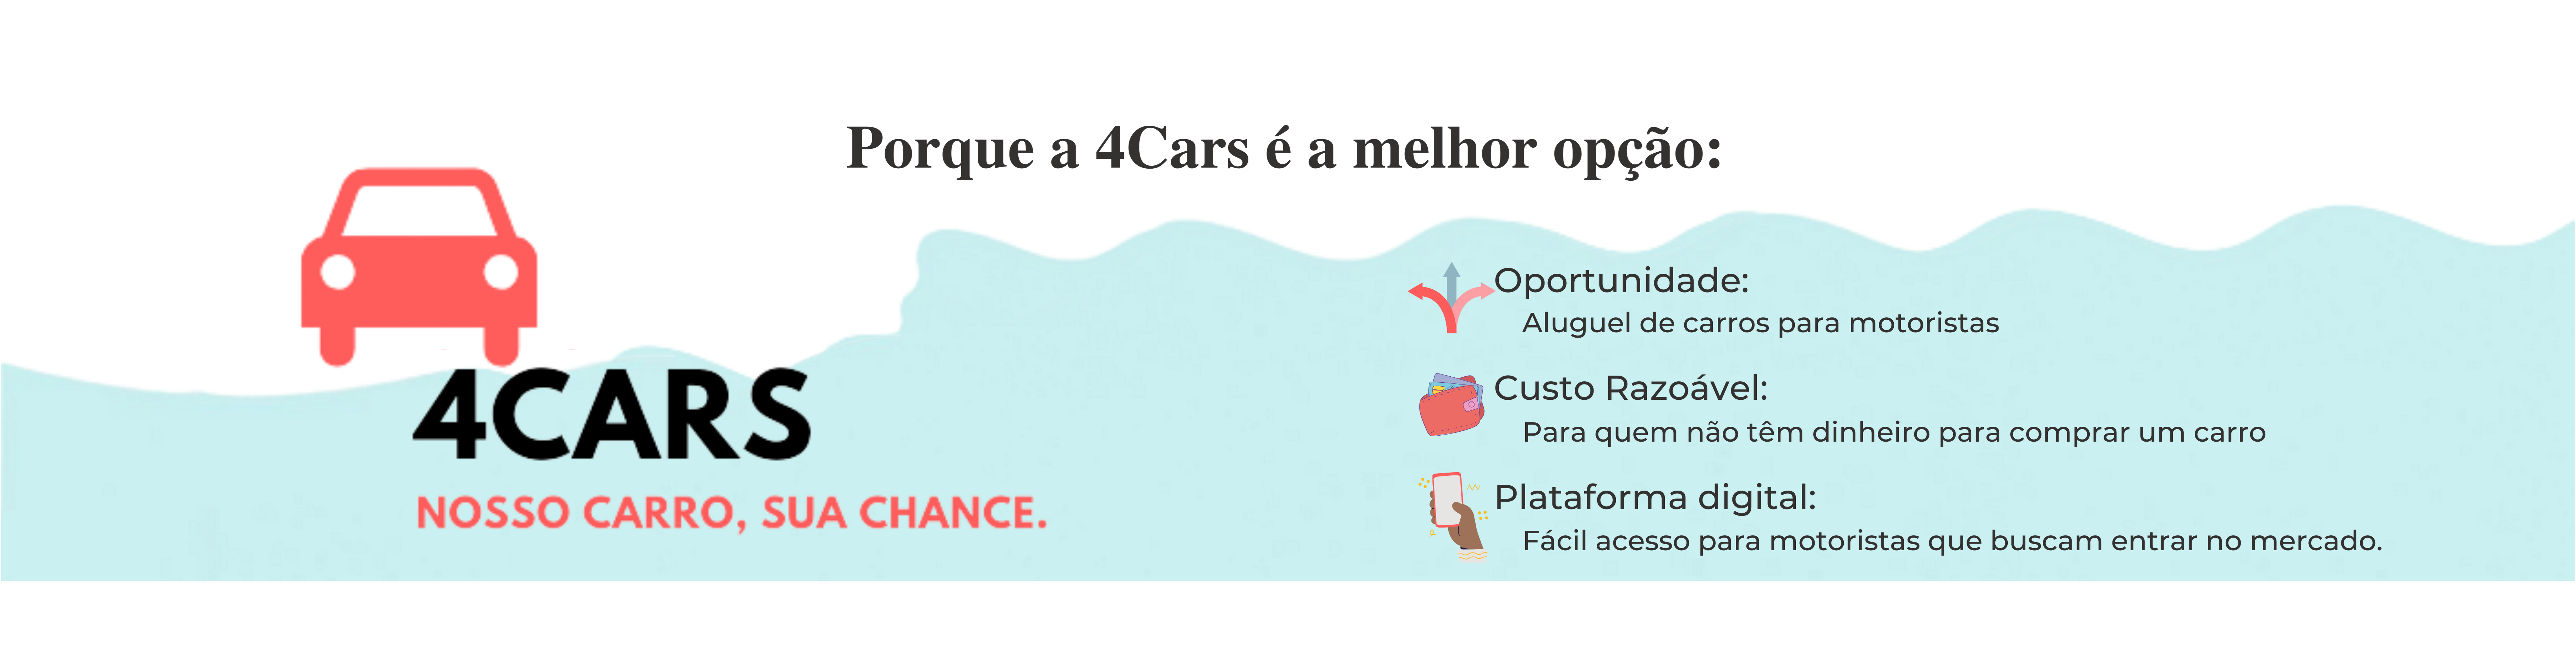 Porque a 4Cars é a melhor opção:
4CARS
NOSSO CARRO, SUA CHANCE.
Oportunidade:
Aluguel de carros para motoristas
Custo Razoável:
Para quem não têm dinheiro para comprar um carro
Plataforma digital:
Fácil acesso para motoristas que buscam entrar no mercado.